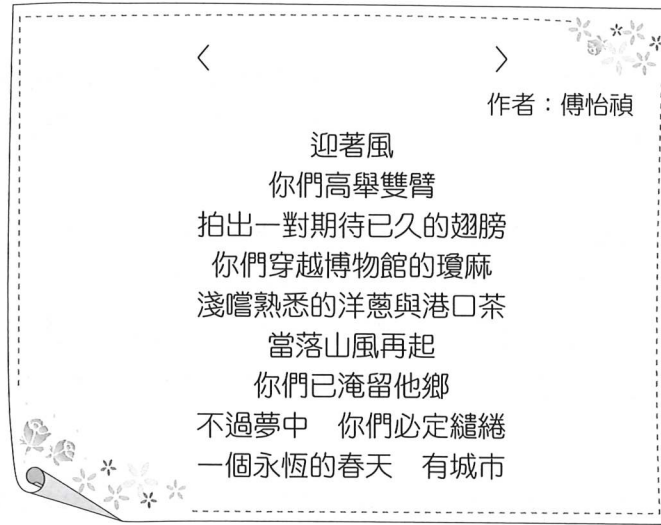 〈 〉
作者：傅怡禎
迎著風
你們高舉雙臂
拍出一對期待已久的翅膀
你們穿越博物館的瓊麻
淺嚐熟悉的洋蔥與港口茶
當落山風再起
你們已淹留他鄉
不過夢中　你們必定繾綣
一個永恆的春天　有城市